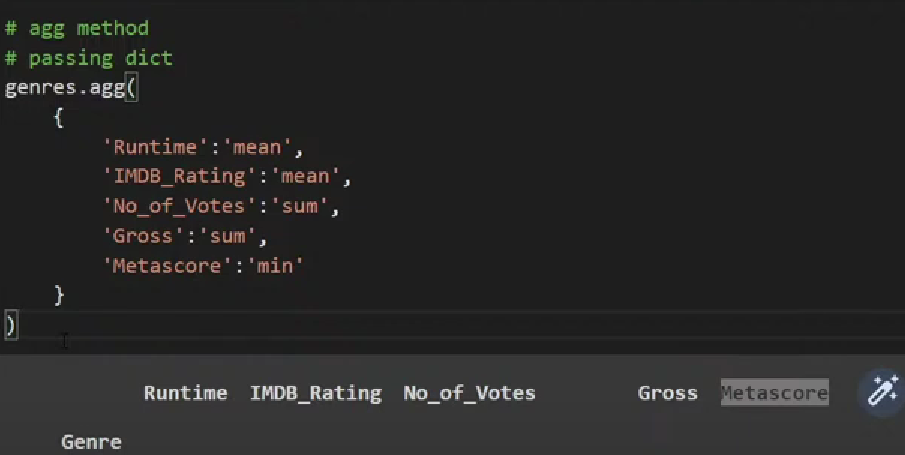 # agg method
# passing dict
genres.agg(
{
'Runtime':'mean',
'IMDB_Rating':'mean',
'No_of_Votes':'sum',
'Gross':'sum',
'Metascore':'min'
}
)
Runtime IMDB_Rating No_of_Votes Gross Metascore
Genre